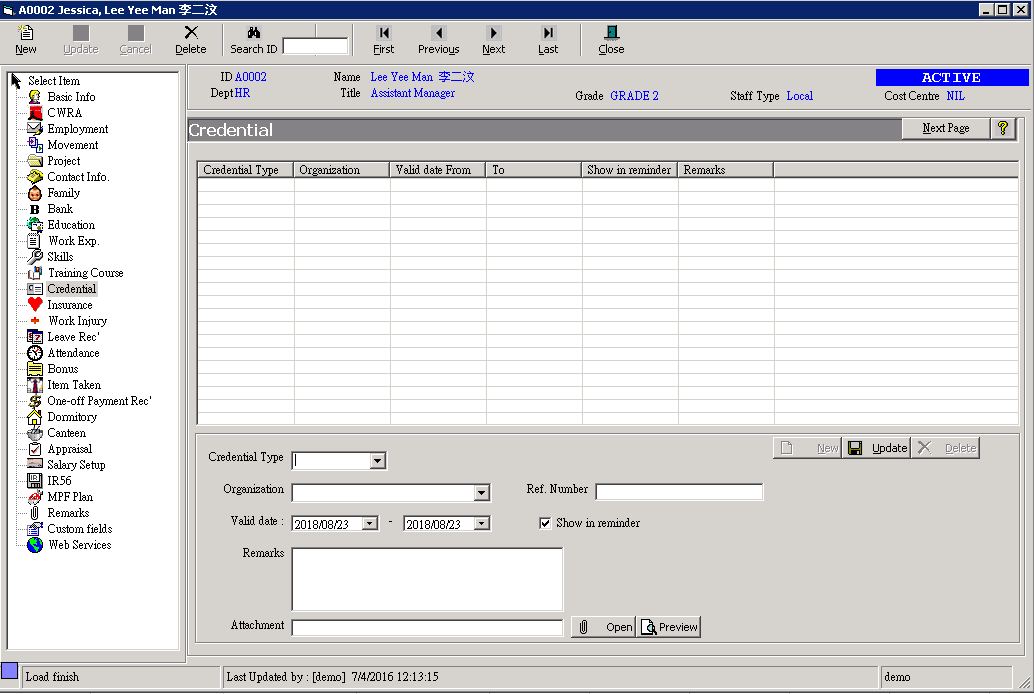 A0002 Jessica, Lee Yee Man 李二汶
New Update Cancel Delete Search ID First Previous Next Last Close
Select Item
Basic Info
CWRA
Employment
Movement
Project
Contact Info.
Family
Bank
Education
Work Exp.
Skills
Training Course
Credential
Insurance
Work Injury
Leave Rec'
Attendance
Bonus
Item Taken
One-off Payment Rec'
Dormitory
Canteen
Appraisal
Salary Setup
IR56
MPF Plan
Remarks
Custom fields
Web Services
ID A0002 Name Lee Yee Man 李二汶 ACTIVE
Dept HR Title Assistant Manager Grade GRADE 2 Staff Type Local Cost Centre NIL
Credential Next Page ?
Credential Type Organization Valid date From To Show in reminder Remarks
New Update Delete
Credential Type
Organization Ref. Number
Valid date : 2018/08/23 - 2018/08/23 Show in reminder
Remarks
Attachment Open Preview
Load finish Last Updated by : [demo] 7/4/2016 12:13:15 demo